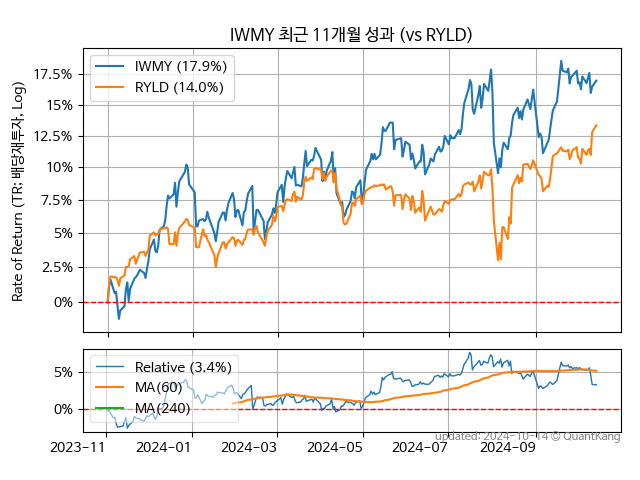 IWMY 최근 11개월 성과 (vs RYLD)
Rate of Return (TR: 배당재투자, Log)
17.5%
15%
12.5%
10%
7.5%
5%
2.5%
0%
IWMY (17.9%)
RYLD (14.0%)
5%
0%
Relative (3.4%)
MA(60)
MA(240)
2023-11
2024-01
2024-03
2024-05
2024-07
2024-09
updated: 2024-10-14 © QuantKang